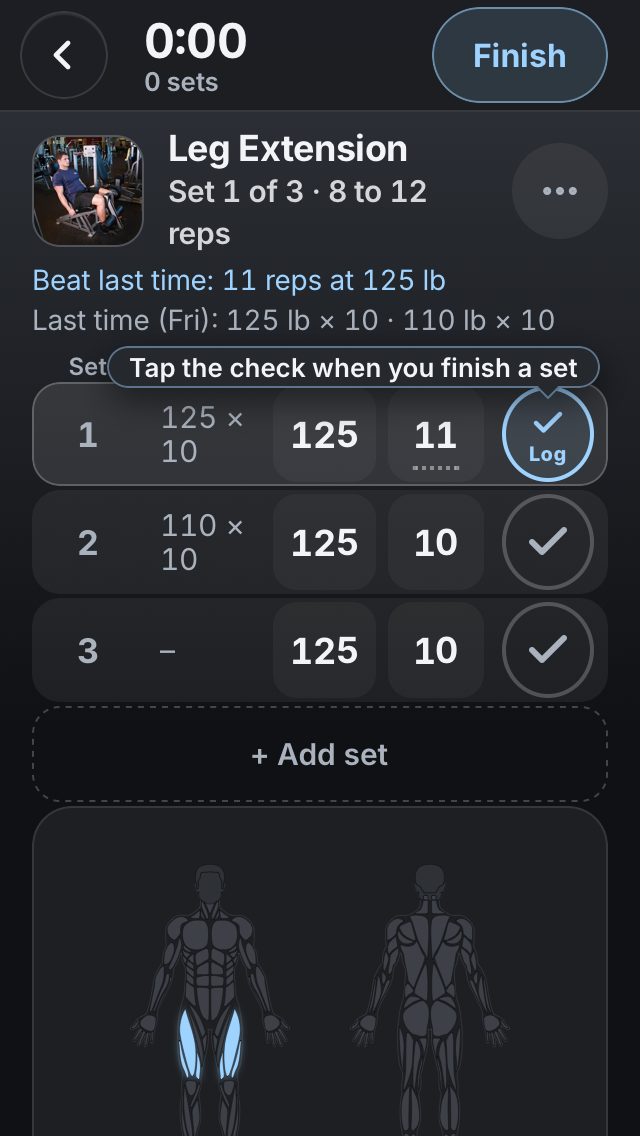 0:00
0 sets
Finish
Leg Extension
Set 1 of 3 · 8 to 12
reps
Beat last time: 11 reps at 125 lb
Last time (Fri): 125 lb × 10 · 110 lb × 10
Set
Tap the check when you finish a set
1
125 ×
10
125
11
Log
2
110 ×
10
125
10
3
–
125
10
+ Add set